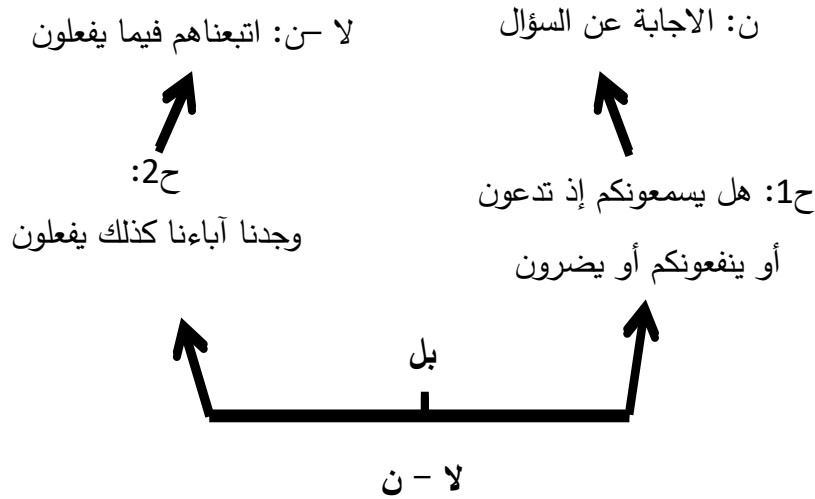 ن: الاجابة عن السؤال
لا –ن: اتبعناهم فيما يفعلون
ح1: هل يسمعونكم إذ تدعون
أو ينفعونكم أو يضرون
ح2:
وجدنا آباءنا كذلك يفعلون
بل
لا – ن